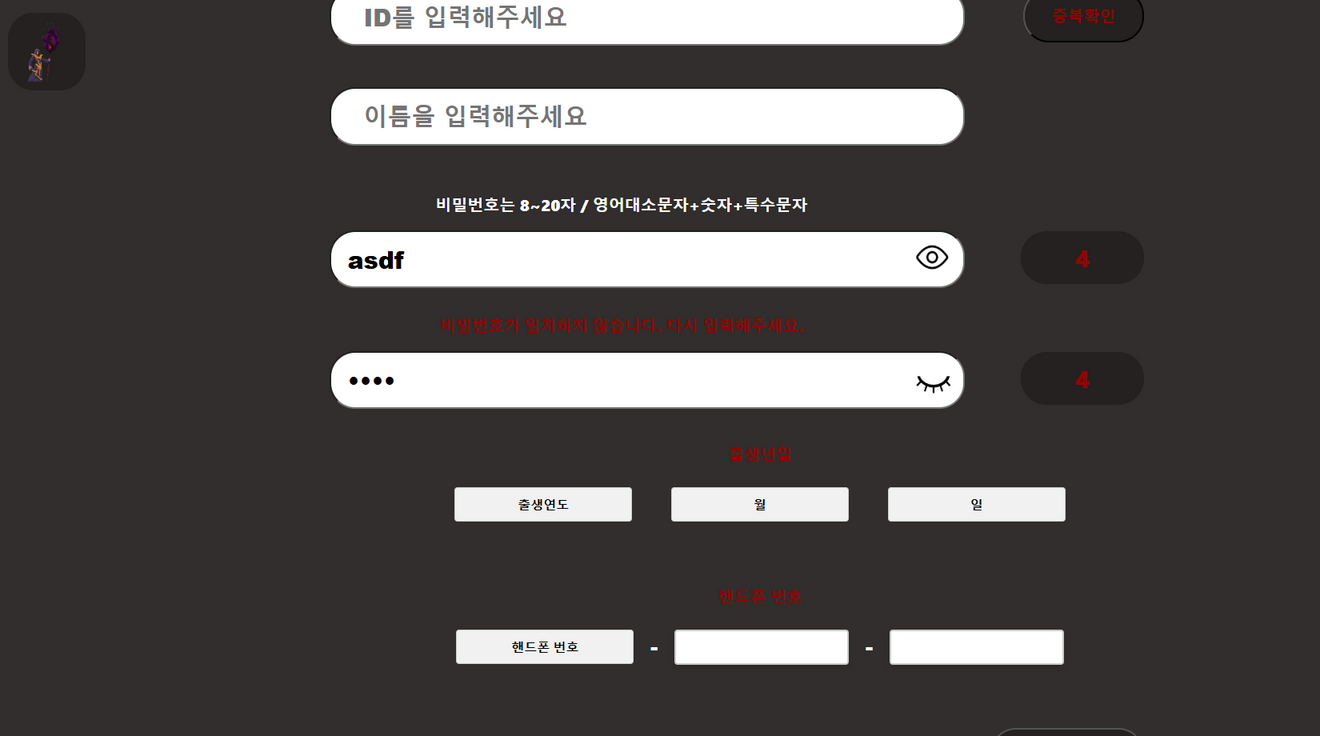 ID를 입력해주세요
중복확인
이름을 입력해주세요
비밀번호는 8~20자 / 영어대소문자+숫자+특수문자
asdf
4
비밀번호가 일치하지 않습니다. 다시 입력해주세요.
••••
4
출생년일
출생연도 월 일
핸드폰 번호
핸드폰 번호 - -